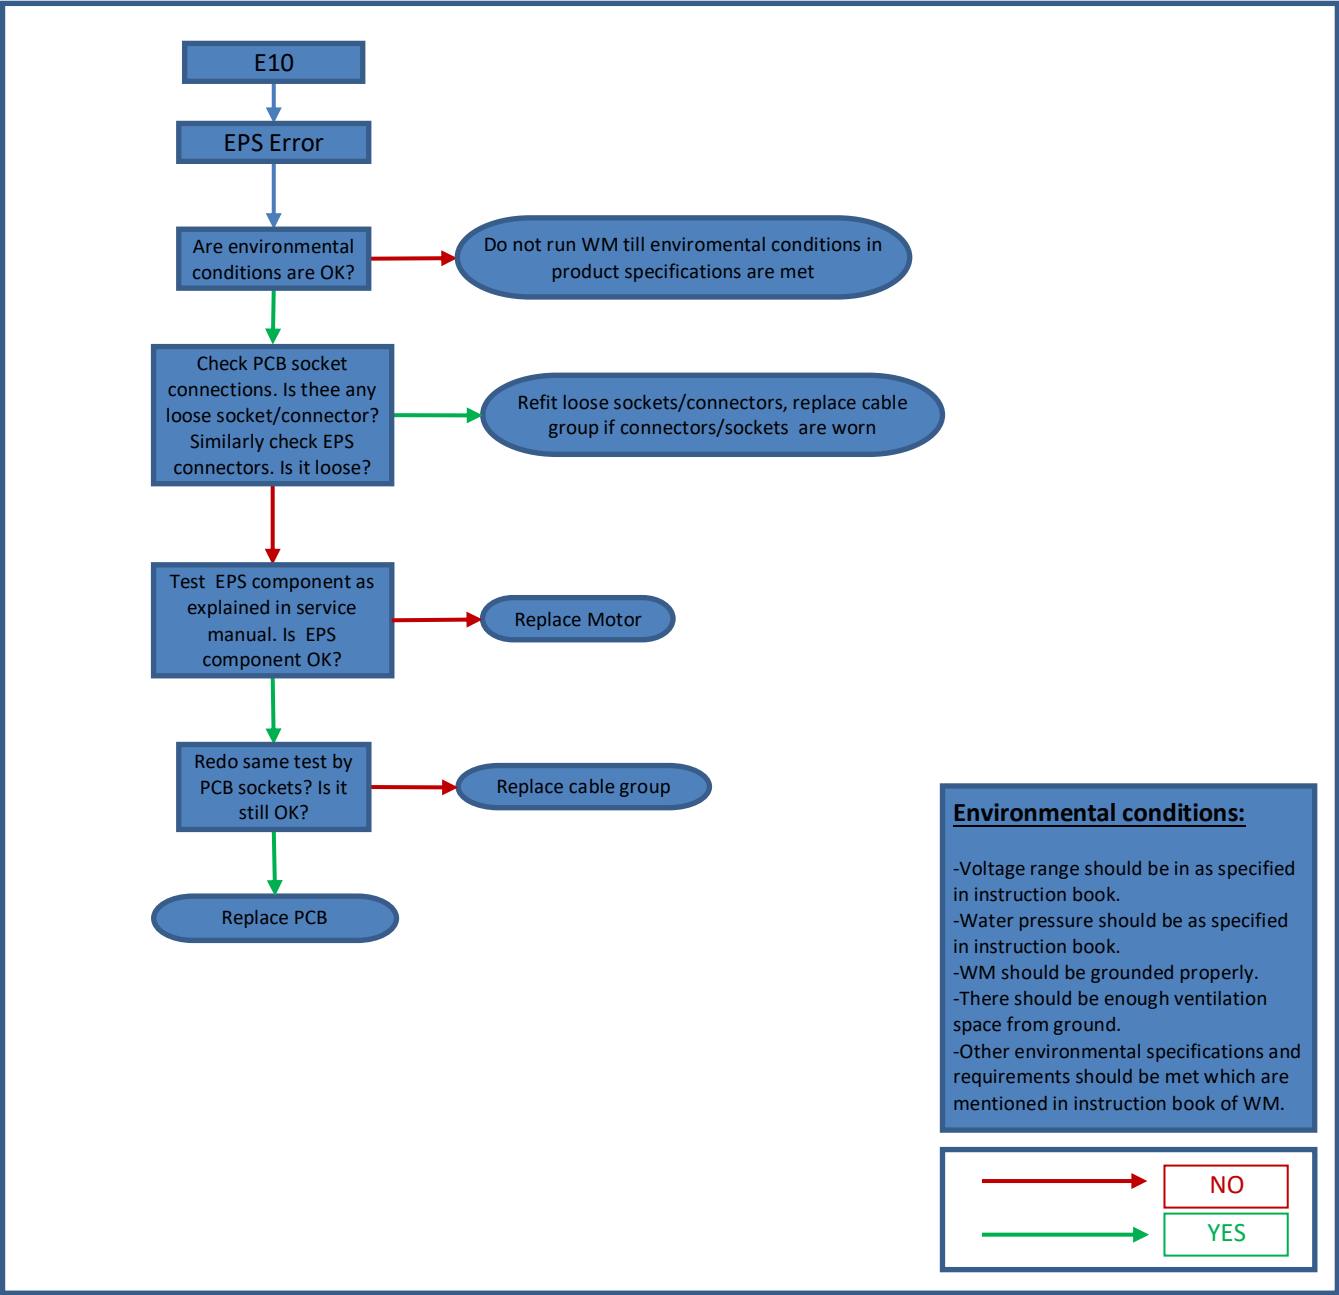 E10
EPS Error
Are environmental
conditions are OK?
Do not run WM till enviromental conditions in
product specifications are met
Check PCB socket
connections. Is thee any
loose socket/connector?
Similarly check EPS
connectors. Is it loose?
Refit loose sockets/connectors, replace cable
group if connectors/sockets are worn
Test EPS component as
explained in service
manual. Is EPS
component OK?
Replace Motor
Redo same test by
PCB sockets? Is it
still OK?
Replace cable group
Replace PCB
Environmental conditions:
-Voltage range should be in as specified
in instruction book.
-Water pressure should be as specified
in instruction book.
-WM should be grounded properly.
-There should be enough ventilation
space from ground.
-Other environmental specifications and
requirements should be met which are
mentioned in instruction book of WM.
NO
YES